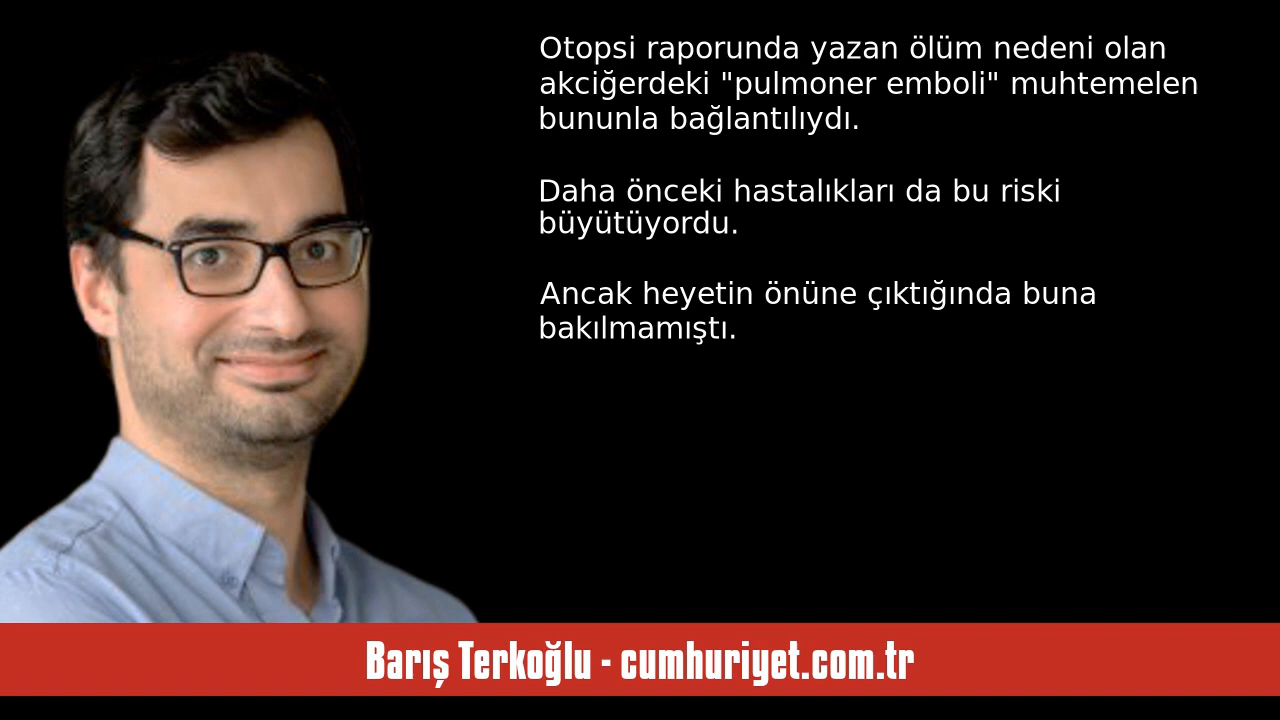 Otopsi raporunda yazan ölüm nedeni olan
akciğerdeki "pulmoner emboli" muhtemelen
bununla bağlantılıydı.
Daha önceki hastalıkları da bu riski
büyütüyordu.
Ancak heyetin önüne çıktığında buna
bakılmamıştı.
Barış Terkoğlu - cumhuriyet.com.tr